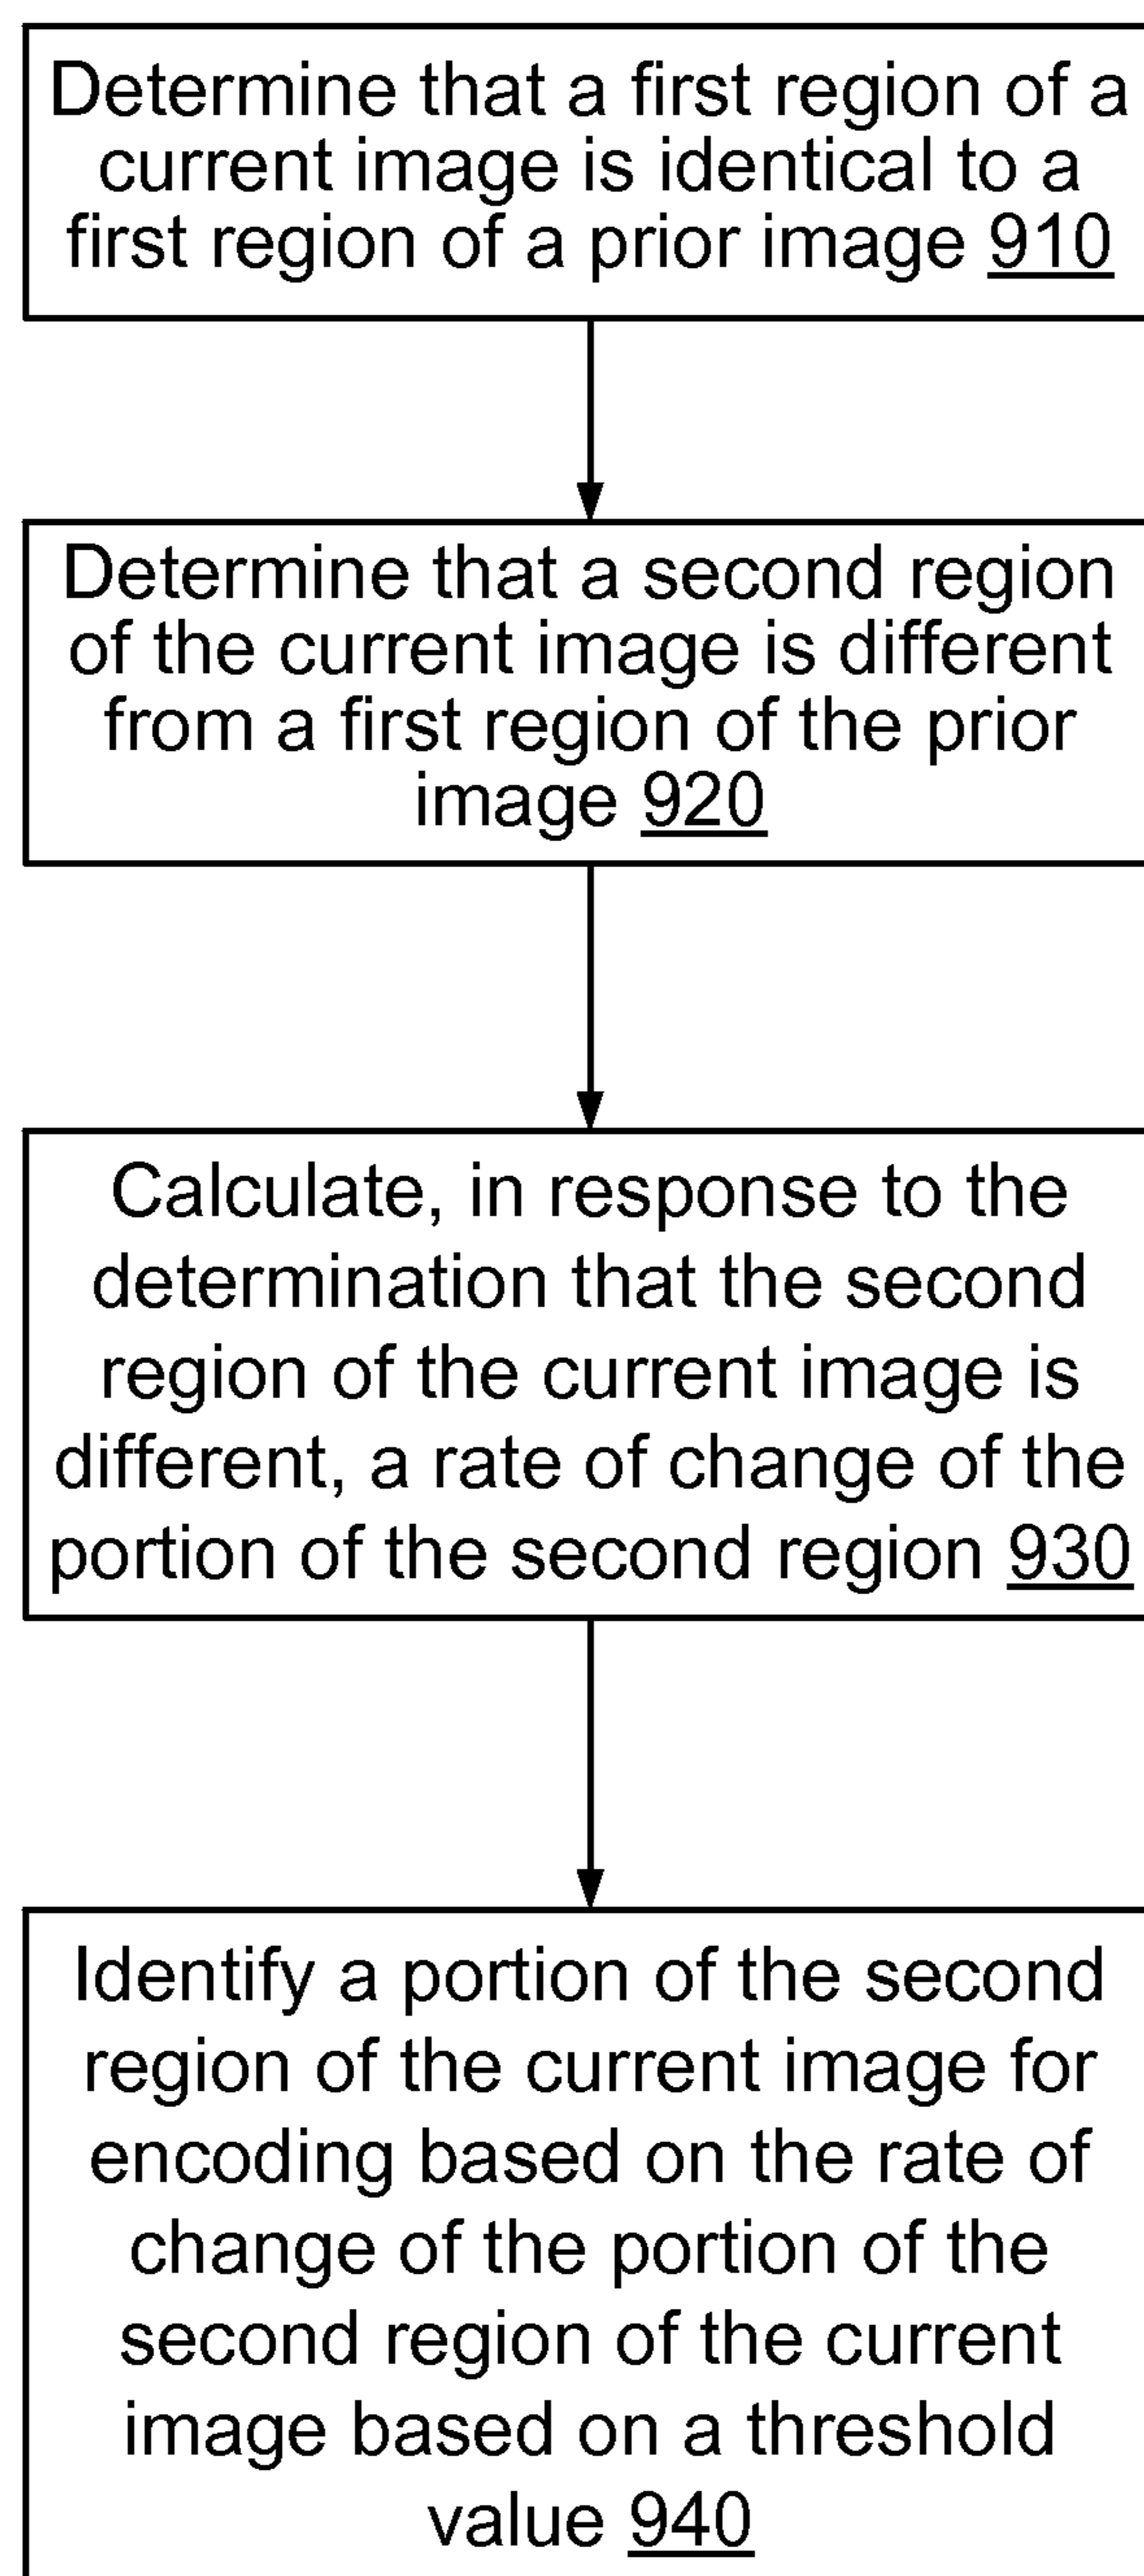 Determine that a first region of a
current image is identical to a
first region of a prior image 910
Determine that a second region
of the current image is different
from a first region of the prior
image 920
Calculate, in response to the
determination that the second
region of the current image is
different, a rate of change of the
portion of the second region 930
Identify a portion of the second
region of the current image for
encoding based on the rate of
change of the portion of the
second region of the current
image based on a threshold
value 940